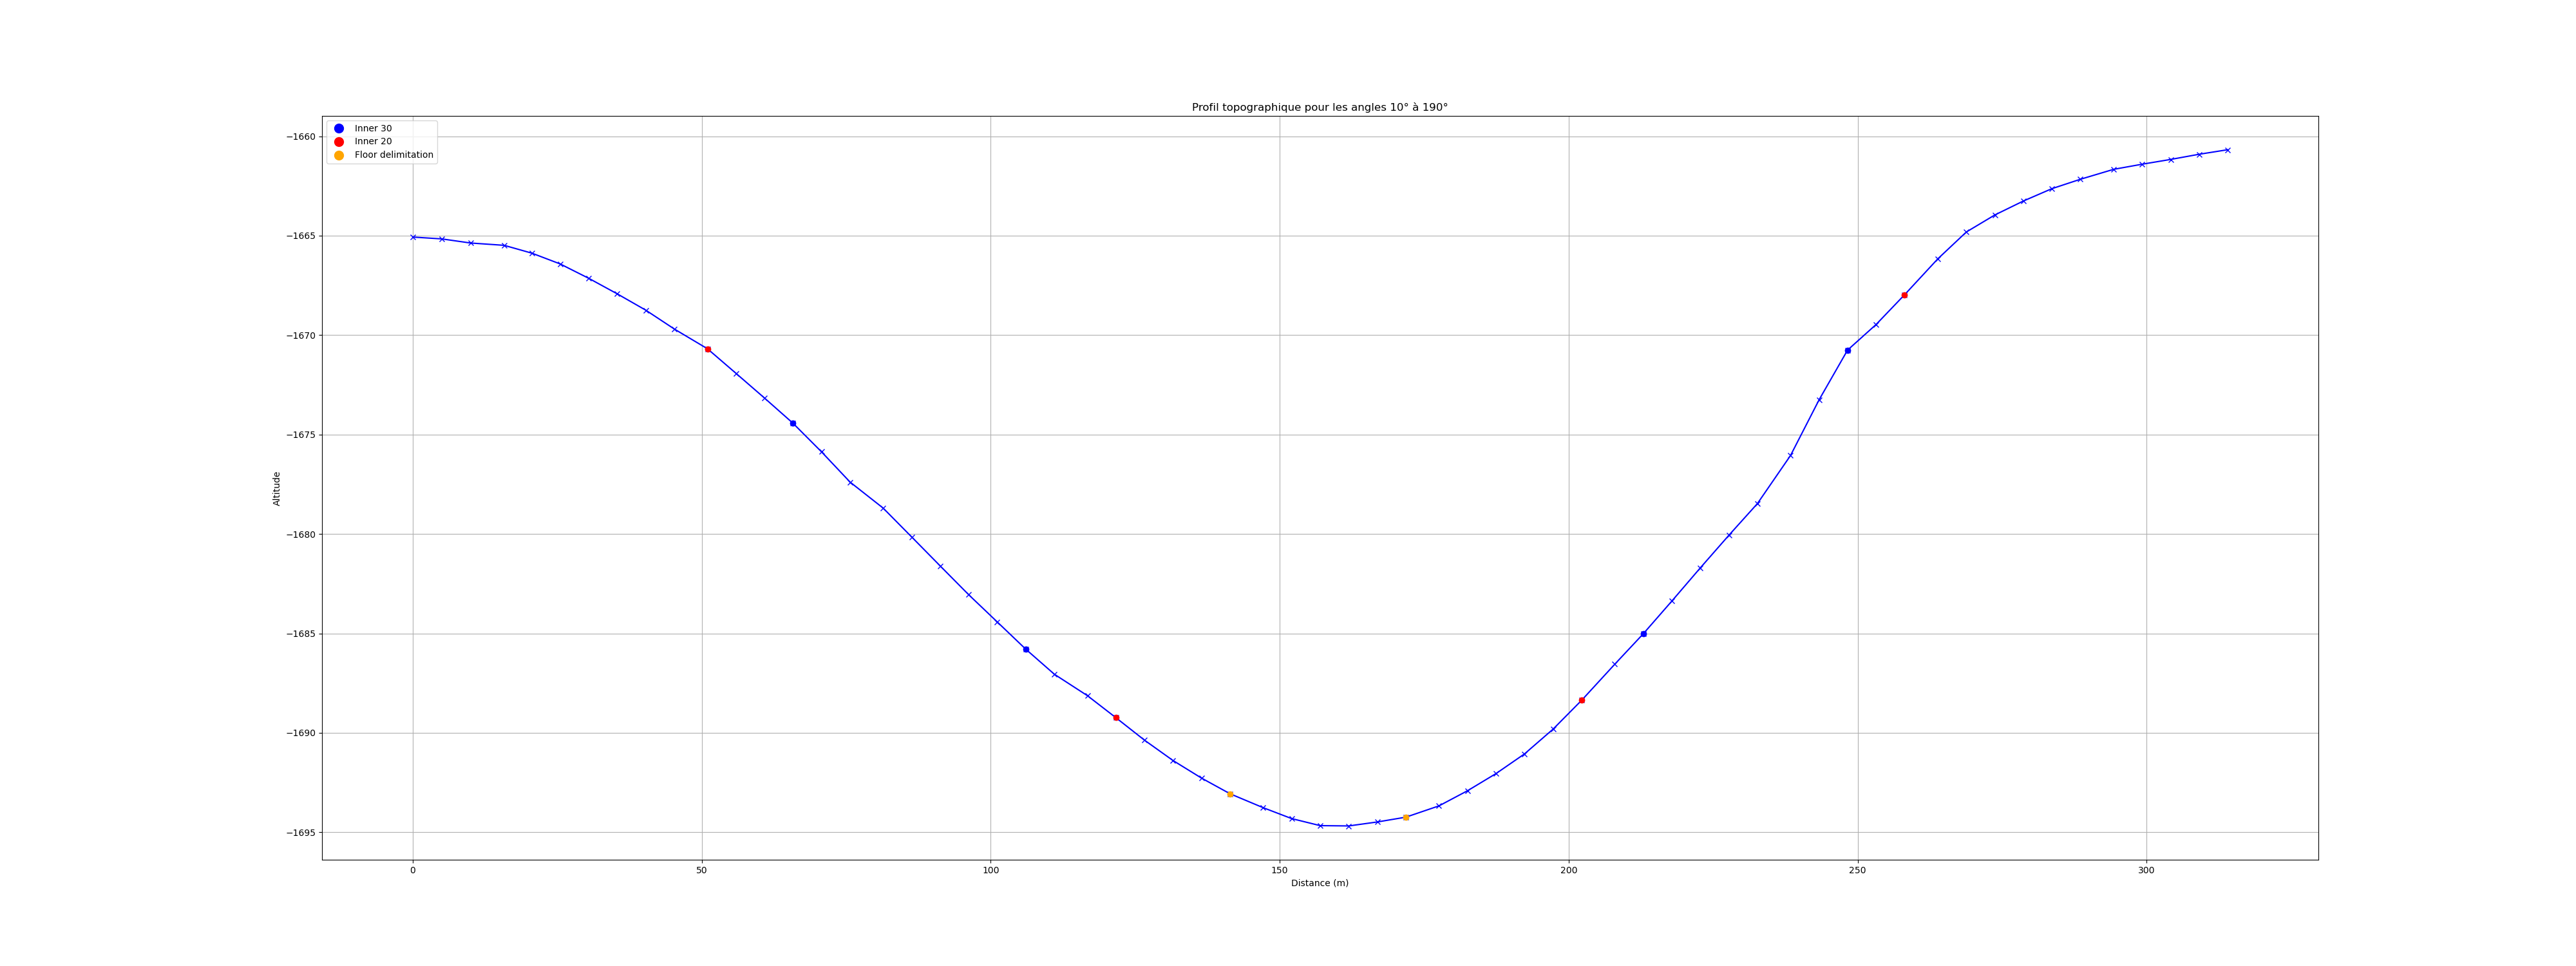 Profil topographique pour les angles 10° à 190°
Inner 30
Inner 20
Floor delimitation
Altitude
−1660
−1665
−1670
−1675
−1680
−1685
−1690
−1695
0 50 100 150 200 250 300
Distance (m)